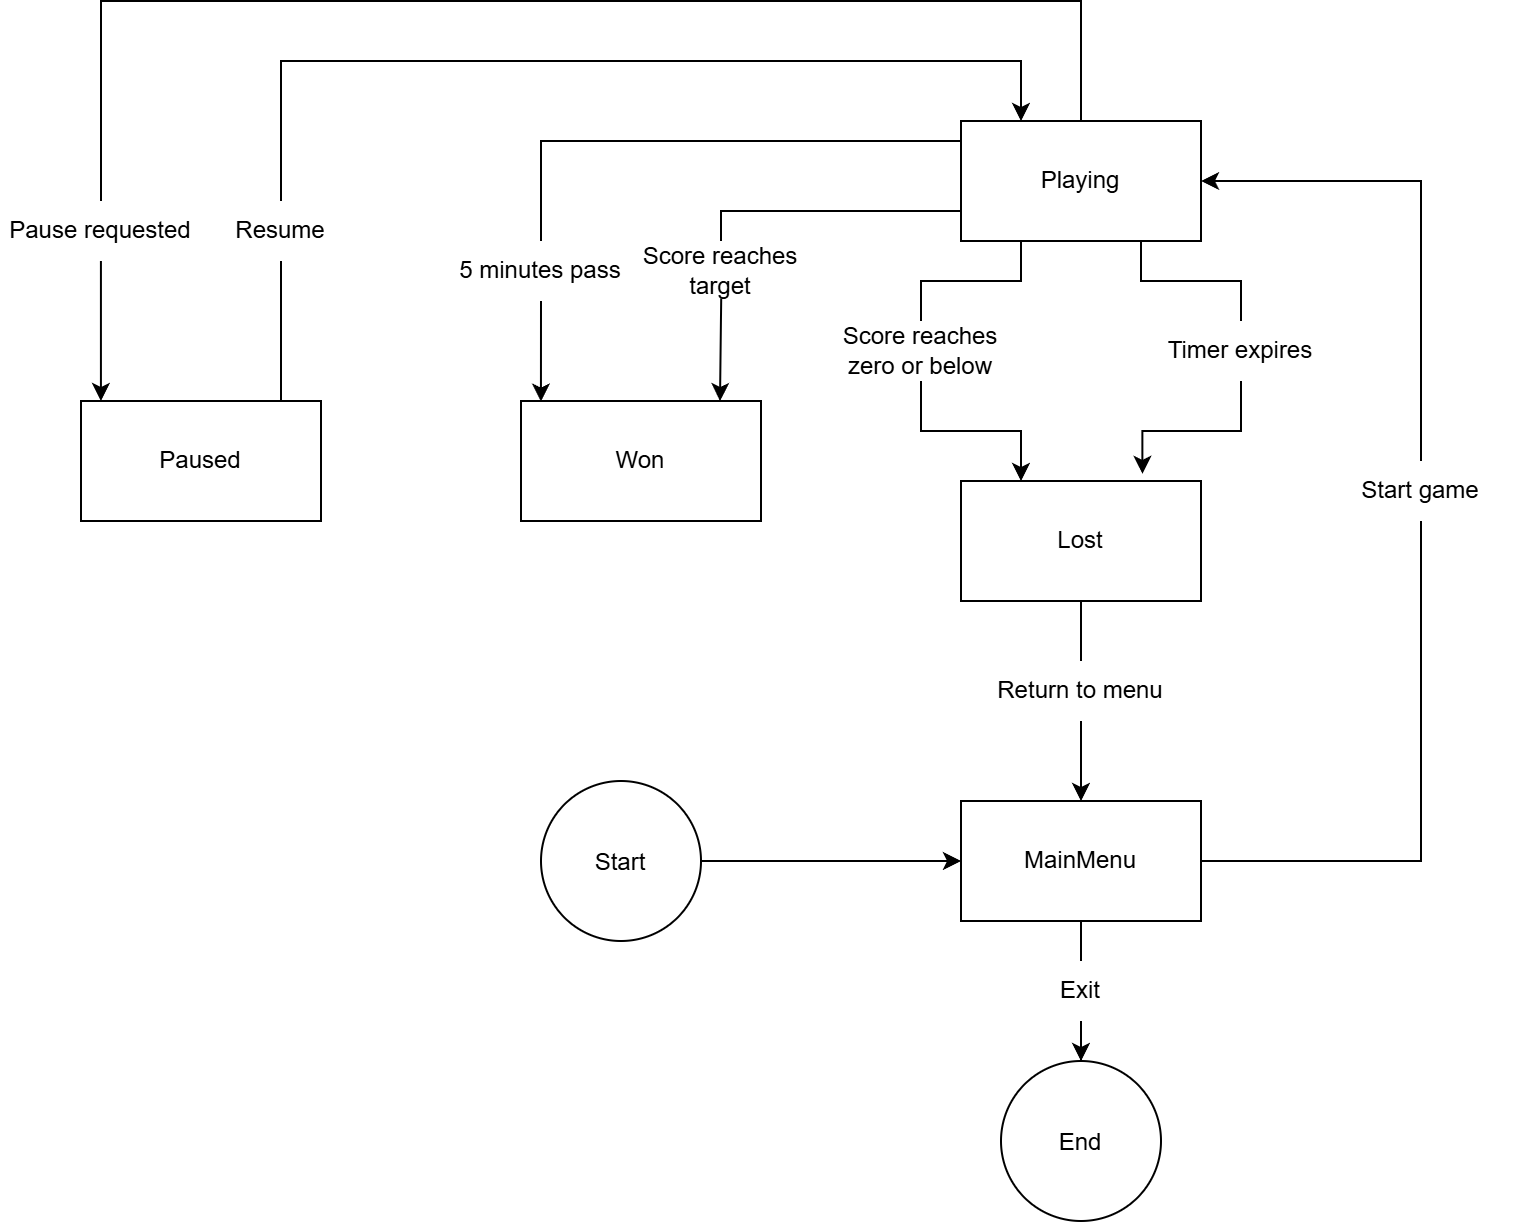 Playing
Pause requested
Resume
5 minutes pass
Score reaches
target
Score reaches
zero or below
Timer expires
Paused
Won
Start game
Lost
Return to menu
Start
MainMenu
Exit
End